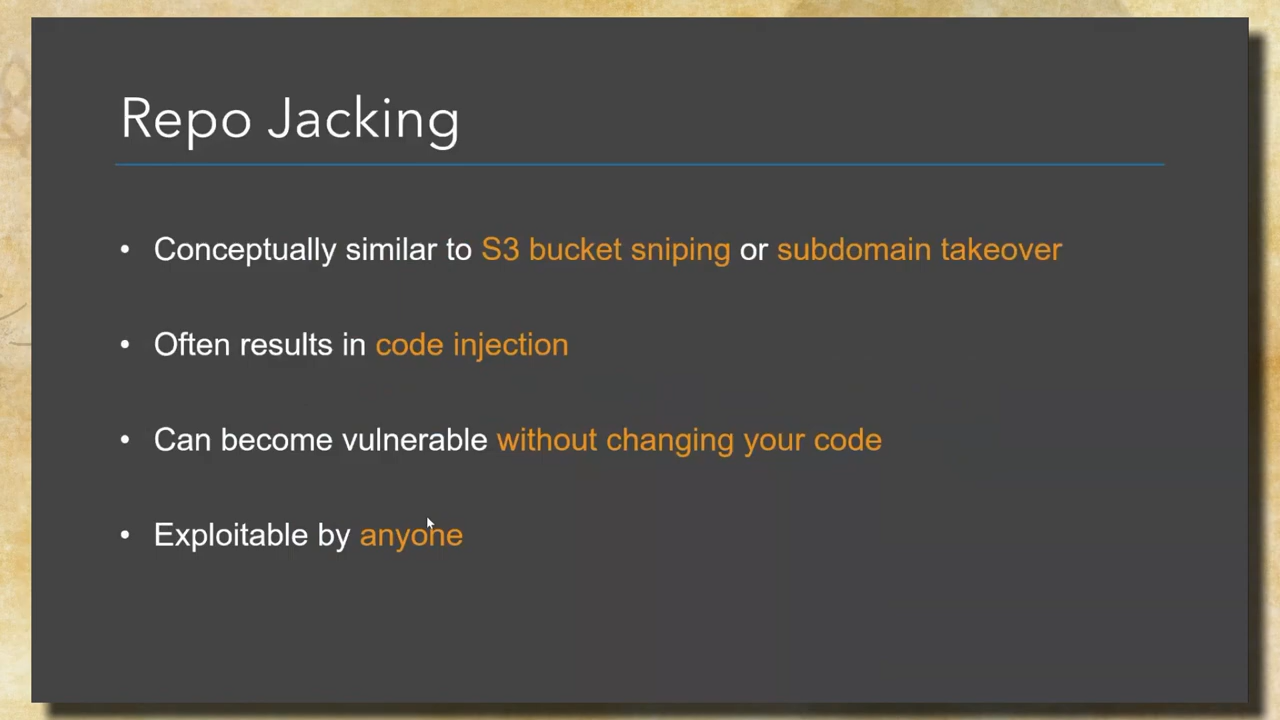 Repo Jacking
• Conceptually similar to S3 bucket sniping or subdomain takeover
• Often results in code injection
• Can become vulnerable without changing your code
• Exploitable by anyone